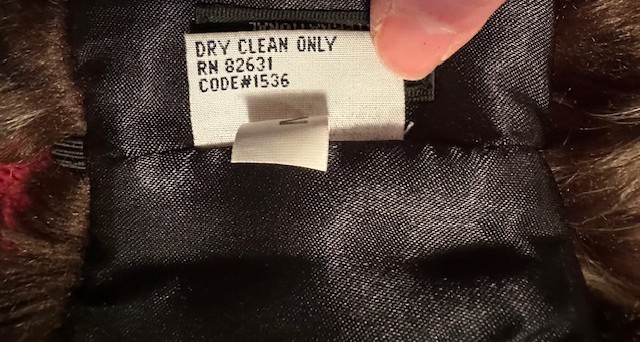 DRY CLEAN ONLY
RN 82631
CODE#1536